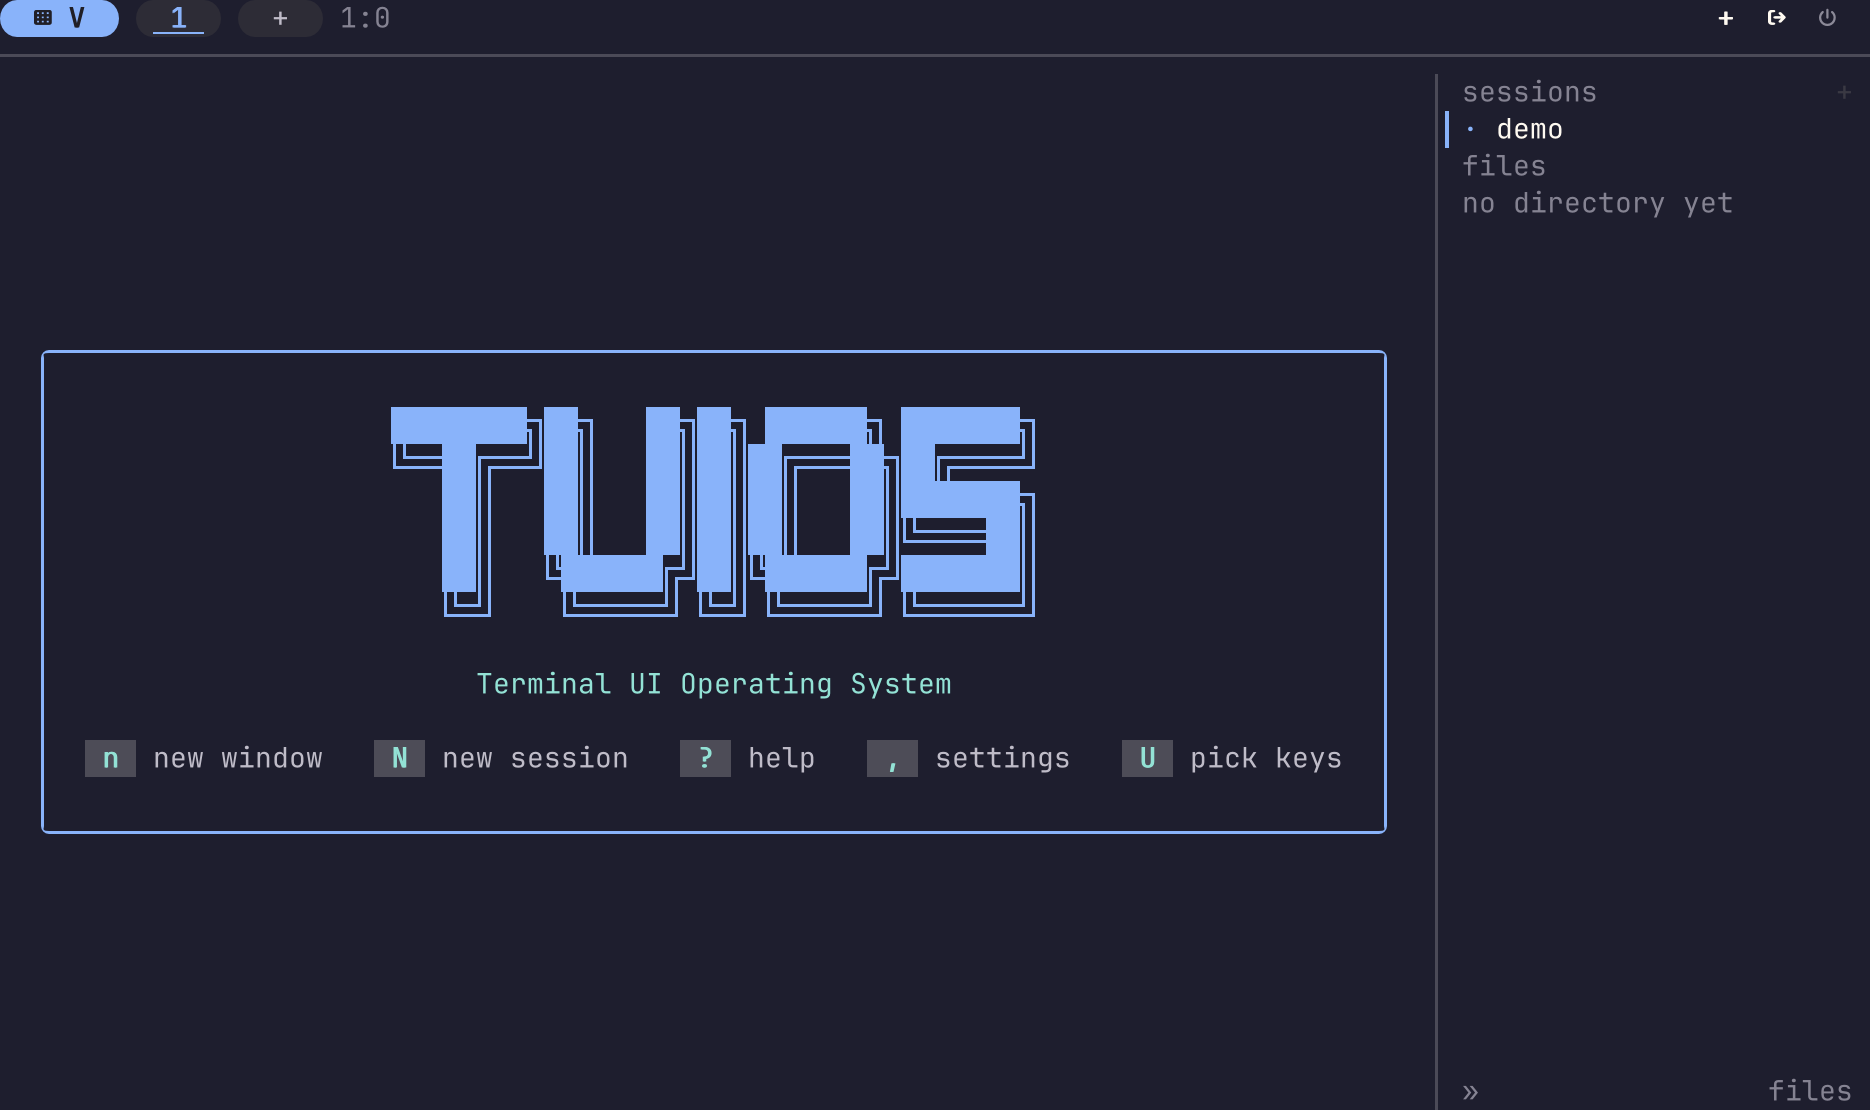 V 1 + 1:0 +
sessions +
· demo
files
no directory yet
TUIOS
Terminal UI Operating System
n new window N new session ? help , settings U pick keys
» files